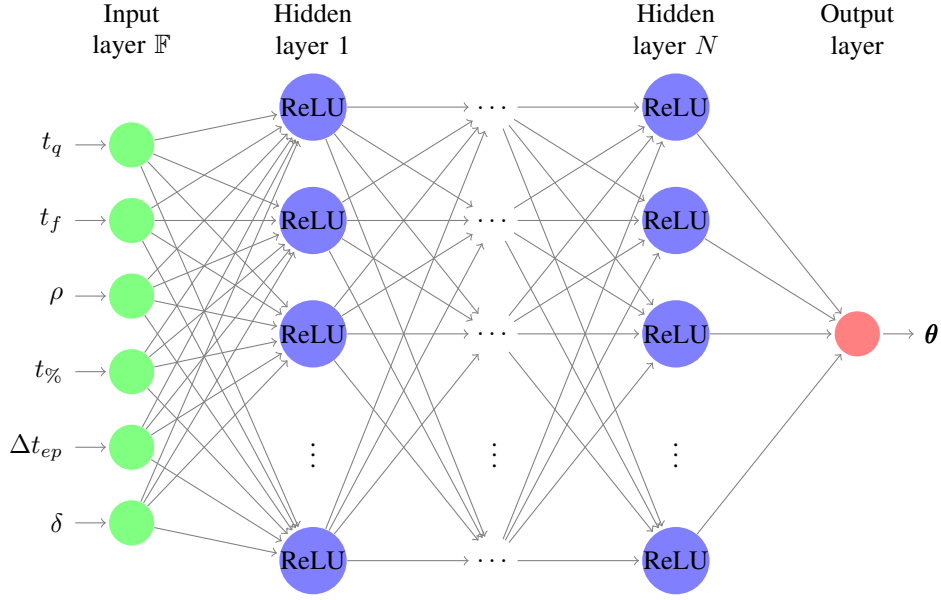 Input
layer 𝔽
Hidden
layer 1
Hidden
layer N
Output
layer
ReLU
· · ·
ReLU
t_q
t_f
ReLU
· · ·
ReLU
ρ
ReLU
· · ·
ReLU
θ
t_%
Δt_ep
⋮
⋮
⋮
δ
ReLU
· · ·
ReLU